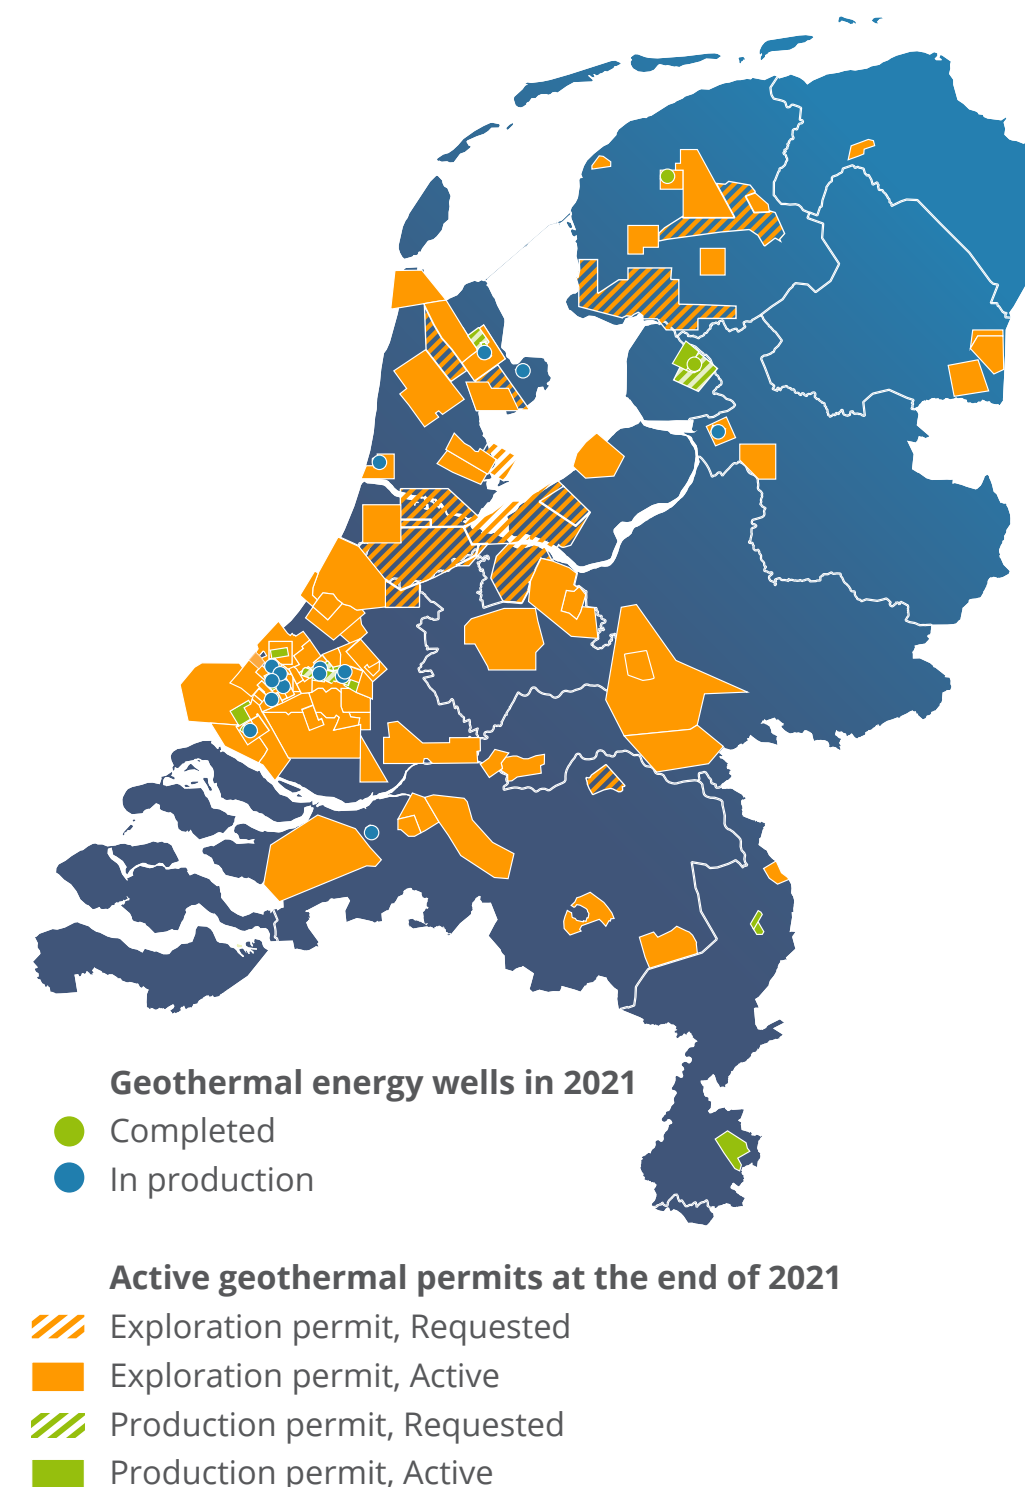 Geothermal energy wells in 2021
Completed
In production
Active geothermal permits at the end of 2021
Exploration permit, Requested
Exploration permit, Active
Production permit, Requested
Production permit, Active